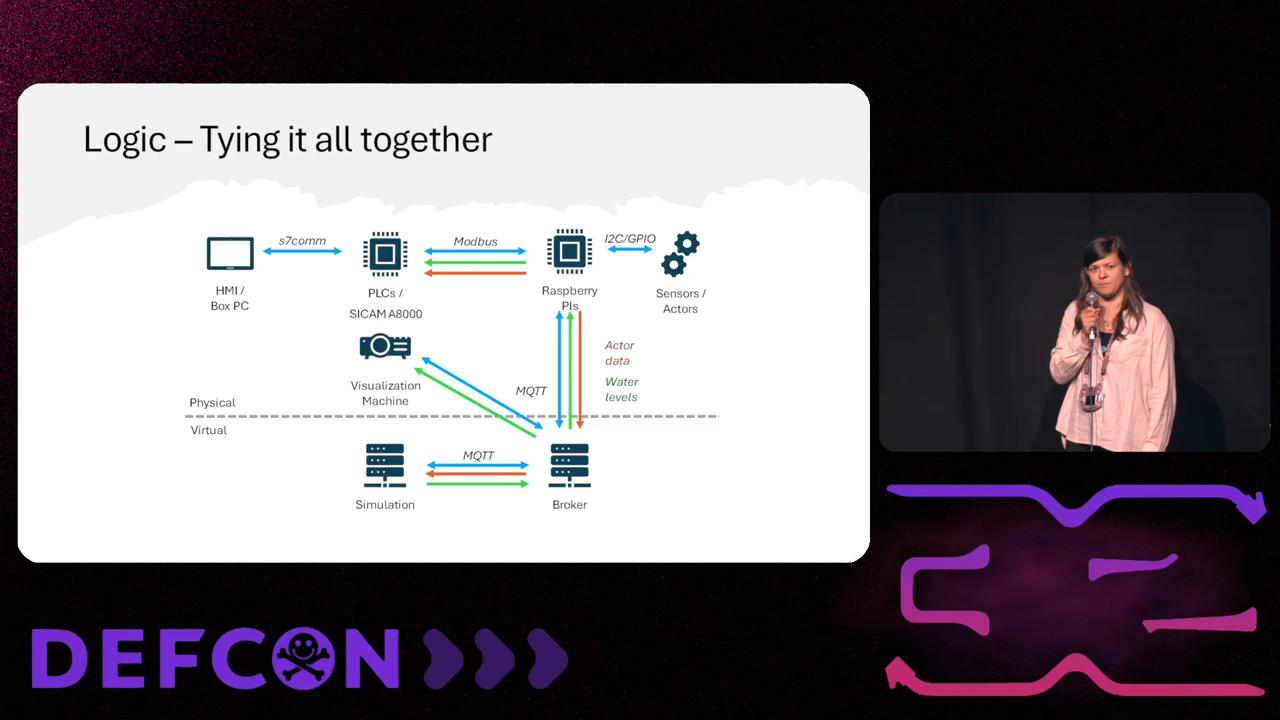 Logic – Tying it all together
s7comm
Modbus
I2C/GPIO
HMI /
Box PC
PLCs /
SICAM A8000
Raspberry
PIs
Sensors /
Actors
Actor
data
Water
levels
Visualization
Machine
MQTT
Physical
Virtual
MQTT
Simulation
Broker
DEFCON